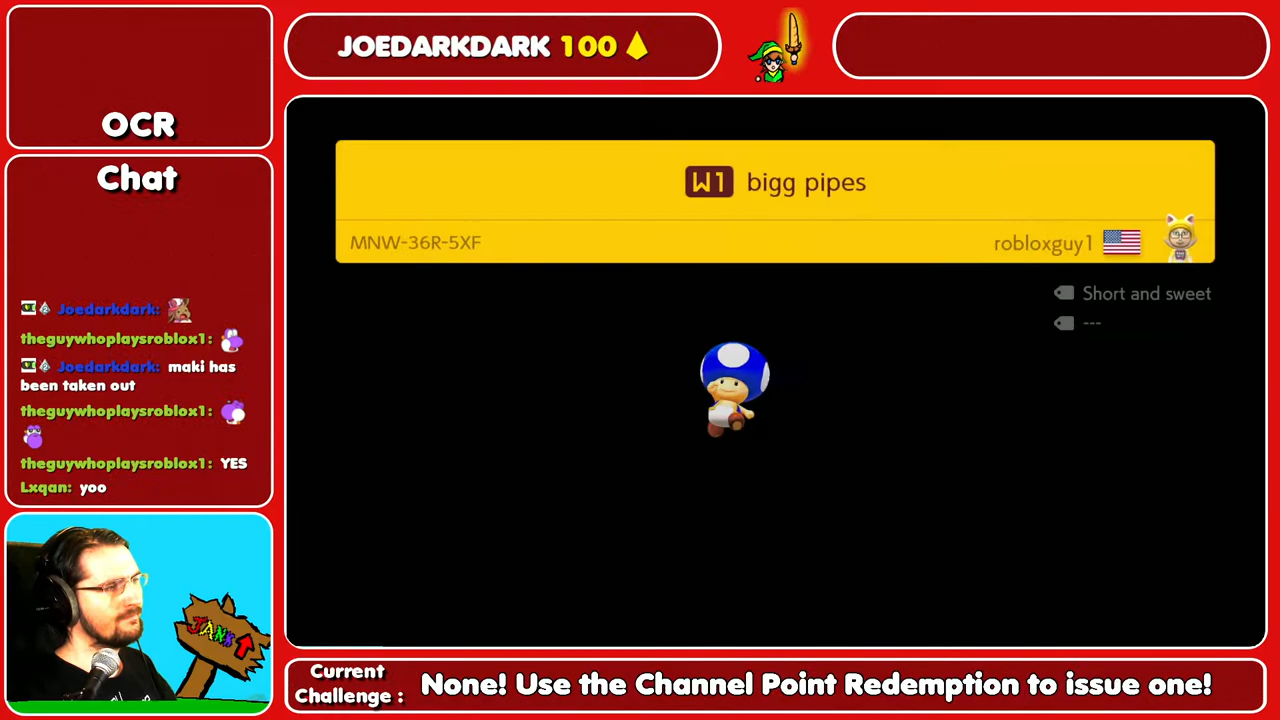 JOEDARKDARK 100
OCR
Chat
W1 bigg pipes
MNW-36R-5XF
robloxguy1
Short and sweet
---
Joedarkdark:
theguywhoplaysroblox1:
Joedarkdark: maki has
been taken out
theguywhoplaysroblox1:
theguywhoplaysroblox1: YES
Lxqan: yoo
JANK
Current
Challenge :
None! Use the Channel Point Redemption to issue one!